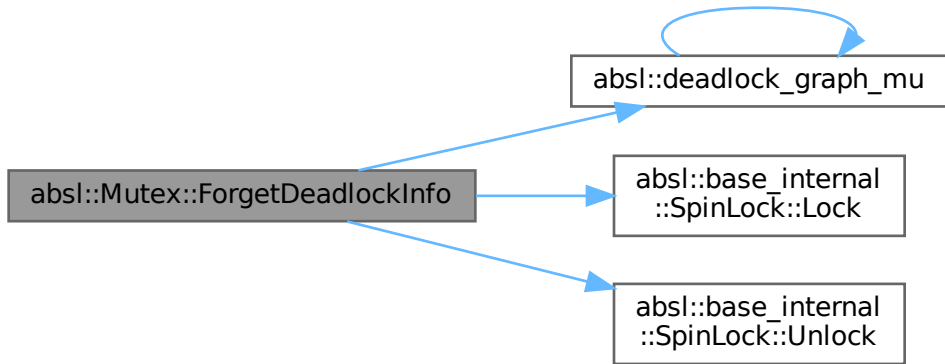 absl::deadlock_graph_mu
absl::Mutex::ForgetDeadlockInfo
absl::base_internal
::SpinLock::Lock
absl::base_internal
::SpinLock::Unlock